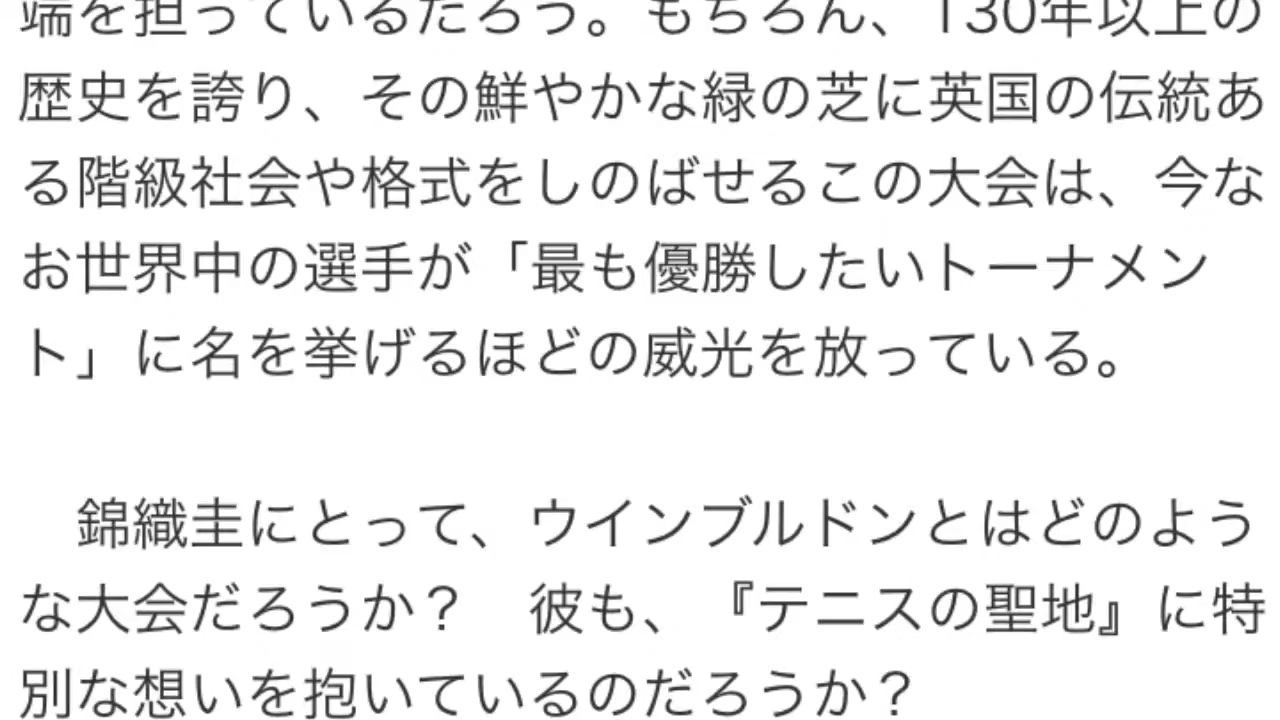 端を担っているだろう。もちろん、130年以上の
歴史を誇り、その鮮やかな緑の芝に英国の伝統あ
る階級社会や格式をしのばせるこの大会は、今な
お世界中の選手が「最も優勝したいトーナメン
ト」に名を挙げるほどの威光を放っている。
錦織圭にとって、ウインブルドンとはどのよう
な大会だろうか？　彼も、『テニスの聖地』に特
別な想いを抱いているのだろうか？